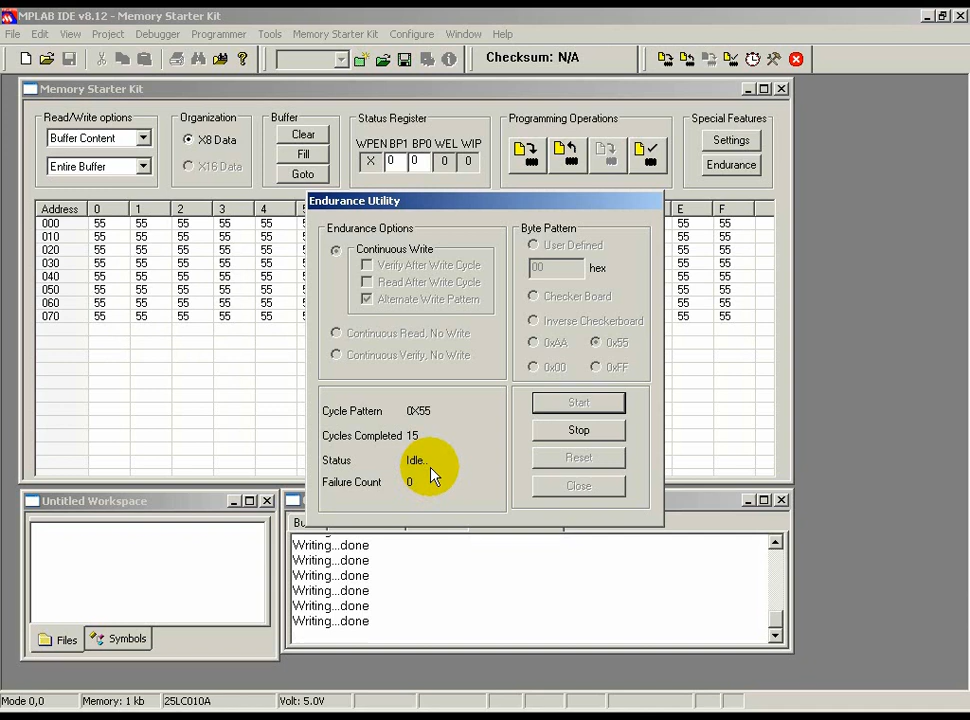 MPLAB IDE v8.12 - Memory Starter Kit
File Edit View Project Debugger Programmer Tools Memory Starter Kit Configure Window Help
Checksum: N/A
Memory Starter Kit
Read/Write options
Buffer Content
Entire Buffer
Organization
X8 Data
X16 Data
Buffer
Clear
Fill
Goto
Status Register
WPEN BP1 BP0 WEL WIP
X 0 0 0 0
Programming Operations
Special Features
Settings
Endurance
Address 0 1 2 3 4 E F
000 55 55 55 55 55 5 55 55
010 55 55 55 55 55 5 55 55
020 55 55 55 55 55 5 55 55
030 55 55 55 55 55 5 55 55
040 55 55 55 55 55 5 55 55
050 55 55 55 55 55 5 55 55
060 55 55 55 55 55 5 55 55
070 55 55 55 55 55 5 55 55
Endurance Utility
Endurance Options
Continuous Write
Verify After Write Cycle
Read After Write Cycle
Alternate Write Pattern
Continuous Read, No Write
Continuous Verify, No Write
Byte Pattern
User Defined
00 hex
Checker Board
Inverse Checkerboard
0xAA 0x55
0x00 0xFF
Cycle Pattern 0X55
Cycles Completed 15
Status Idle..
Failure Count 0
Start
Stop
Reset
Close
Untitled Workspace
Files Symbols
Writing...done
Writing...done
Writing...done
Writing...done
Writing...done
Writing...done
Mode 0,0 Memory: 1 kb 25LC010A Volt: 5.0V